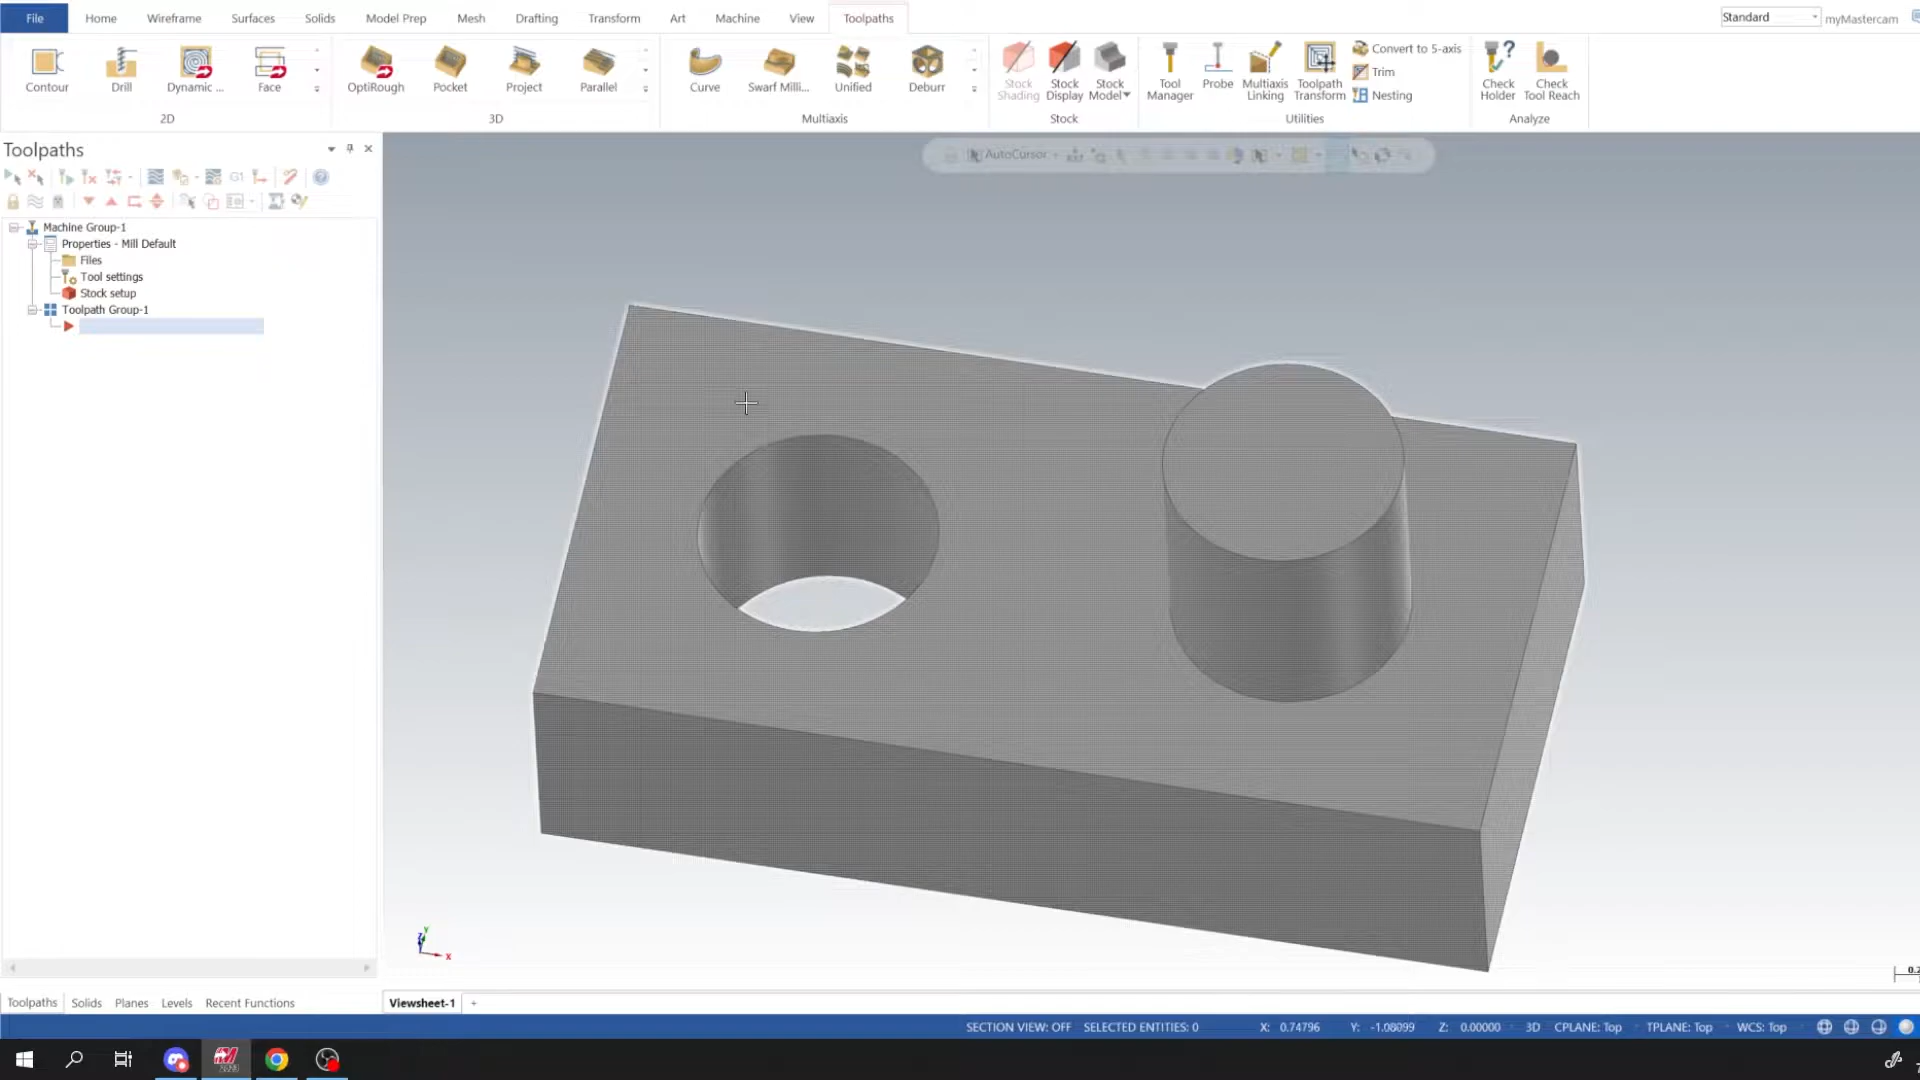 File Home Wireframe Surfaces Solids Model Prep Mesh Drafting Transform Art Machine View Toolpaths
Standard myMastercam
Contour Drill Dynamic ... Face
2D
OptiRough Pocket Project Parallel
3D
Curve Swarf Milli... Unified Deburr
Multiaxis
Stock Shading Stock Display Stock Model
Stock
Tool Manager Probe Multiaxis Linking Toolpath Transform
Convert to 5-axis
Trim
Nesting
Utilities
Check Holder Check Tool Reach
Analyze
Toolpaths
AutoCursor
G1
Machine Group-1
Properties - Mill Default
Files
Tool settings
Stock setup
Toolpath Group-1
Z Y X
0.2
Toolpaths Solids Planes Levels Recent Functions
Viewsheet-1 +
SECTION VIEW: OFF SELECTED ENTITIES: 0 X: 0.74796 Y: -1.08099 Z: 0.00000 3D CPLANE: Top TPLANE: Top WCS: Top